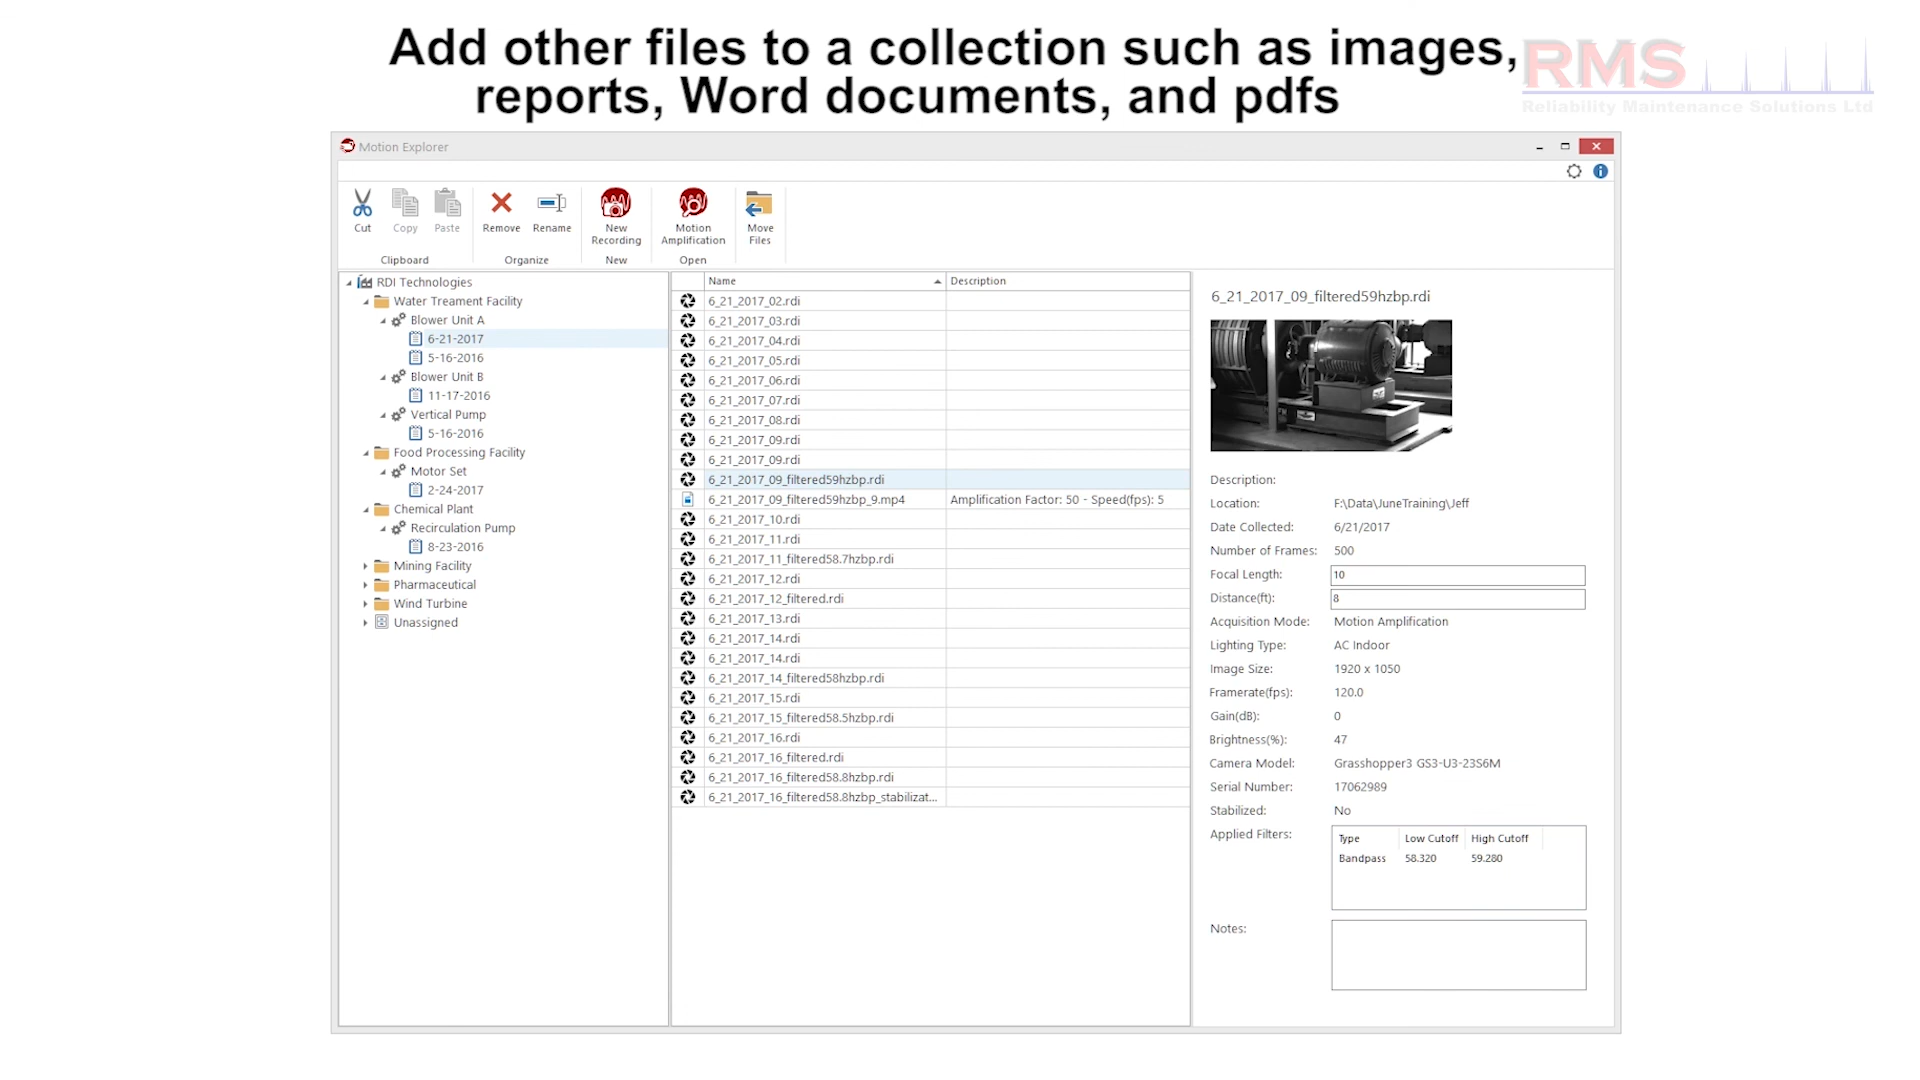 Add other files to a collection such as images,
reports, Word documents, and pdfs
RMS
Reliability Maintenance Solutions Ltd
Motion Explorer
Cut
Copy
Paste
Clipboard
Remove
Rename
Organize
New
Recording
New
Motion
Amplification
Open
Move
Files
RDI Technologies
Water Treament Facility
Blower Unit A
6-21-2017
5-16-2016
Blower Unit B
11-17-2016
Vertical Pump
5-16-2016
Food Processing Facility
Motor Set
2-24-2017
Chemical Plant
Recirculation Pump
8-23-2016
Mining Facility
Pharmaceutical
Wind Turbine
Unassigned
Name Description
6_21_2017_02.rdi
6_21_2017_03.rdi
6_21_2017_04.rdi
6_21_2017_05.rdi
6_21_2017_06.rdi
6_21_2017_07.rdi
6_21_2017_08.rdi
6_21_2017_09.rdi
6_21_2017_09.rdi
6_21_2017_09_filtered59hzbp.rdi
6_21_2017_09_filtered59hzbp_9.mp4 Amplification Factor: 50 - Speed(fps): 5
6_21_2017_10.rdi
6_21_2017_11.rdi
6_21_2017_11_filtered58.7hzbp.rdi
6_21_2017_12.rdi
6_21_2017_12_filtered.rdi
6_21_2017_13.rdi
6_21_2017_14.rdi
6_21_2017_14.rdi
6_21_2017_14_filtered58hzbp.rdi
6_21_2017_15.rdi
6_21_2017_15_filtered58.5hzbp.rdi
6_21_2017_16.rdi
6_21_2017_16_filtered.rdi
6_21_2017_16_filtered58.8hzbp.rdi
6_21_2017_16_filtered58.8hzbp_stabilizat...
6_21_2017_09_filtered59hzbp.rdi
Description:
Location: F:\Data\JuneTraining\Jeff
Date Collected: 6/21/2017
Number of Frames: 500
Focal Length: 10
Distance(ft): 8
Acquisition Mode: Motion Amplification
Lighting Type: AC Indoor
Image Size: 1920 x 1050
Framerate(fps): 120.0
Gain(dB): 0
Brightness(%): 47
Camera Model: Grasshopper3 GS3-U3-23S6M
Serial Number: 17062989
Stabilized: No
Applied Filters:
Type Low Cutoff High Cutoff
Bandpass 58.320 59.280
Notes: